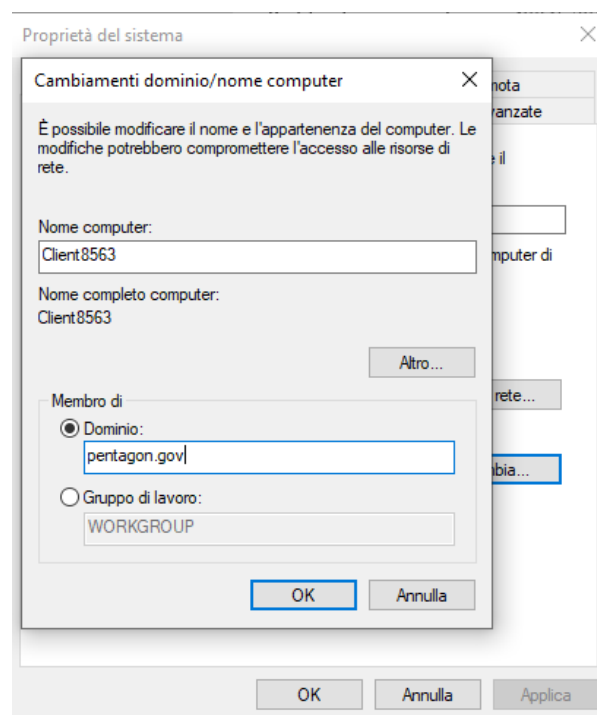 Proprietà del sistema
Cambiamenti dominio/nome computer
nota
vanzate
È possibile modificare il nome e l'appartenenza del computer. Le
modifiche potrebbero compromettere l'accesso alle risorse di
rete.
e il
Nome computer:
Client8563
mputer di
Nome completo computer:
Client8563
Altro...
rete...
Membro di
Dominio:
pentagon.gov
bia...
Gruppo di lavoro:
WORKGROUP
OK Annulla
OK Annulla Applica